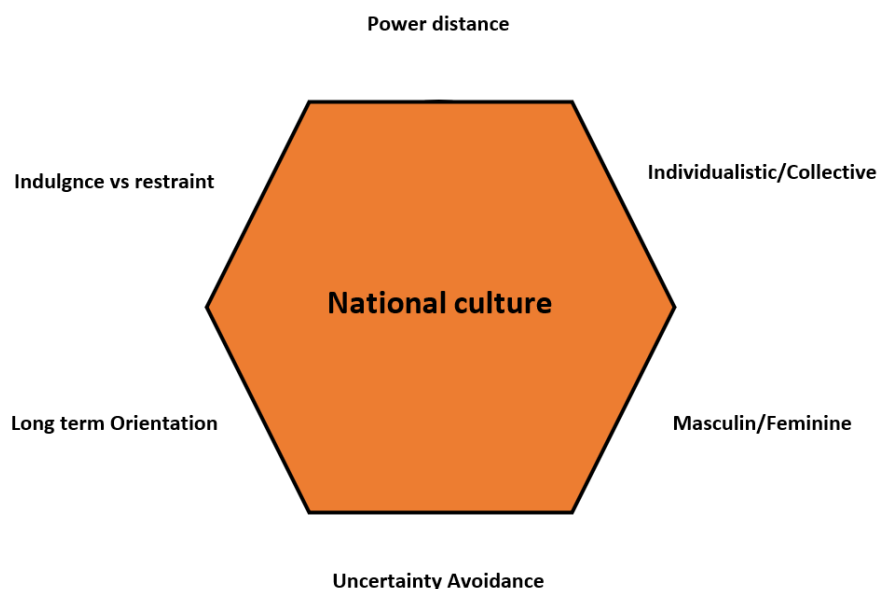 Power distance
Indulgnce vs restraint
Individualistic/Collective
National culture
Long term Orientation
Masculin/Feminine
Uncertainty Avoidance